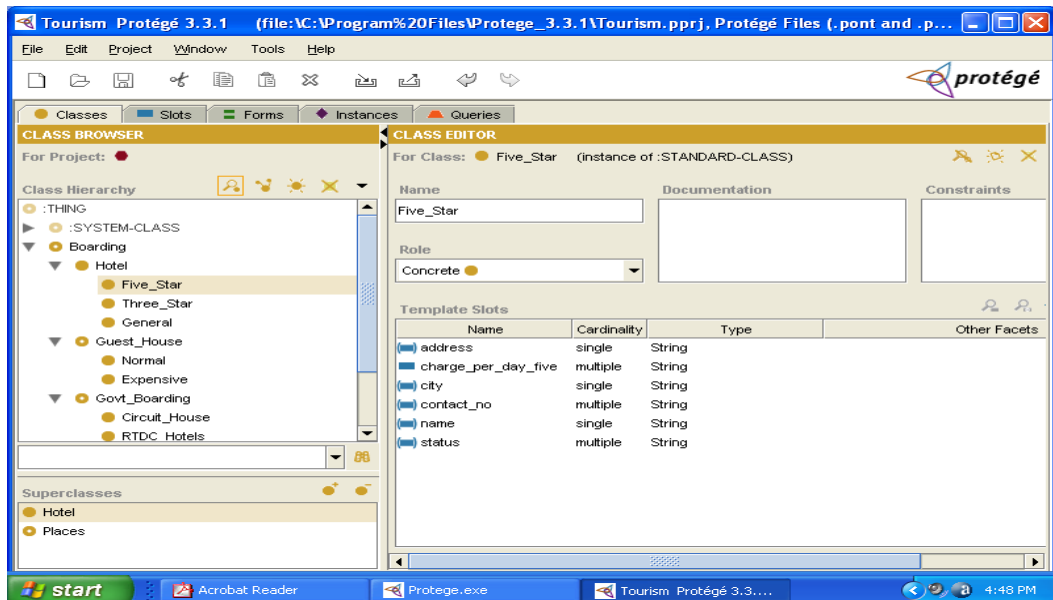 Tourism Protégé 3.3.1 (file:\C:\Program%20Files\Protege_3.3.1\Tourism.pprj, Protégé Files (.pont and .p...
File Edit Project Window Tools Help
protégé
Classes Slots Forms Instances Queries
CLASS BROWSER
For Project:
Class Hierarchy
:THING
:SYSTEM-CLASS
Boarding
Hotel
Five_Star
Three_Star
General
Guest_House
Normal
Expensive
Govt_Boarding
Circuit_House
RTDC_Hotels
Superclasses
Hotel
Places
CLASS EDITOR
For Class: Five_Star (instance of :STANDARD-CLASS)
Name Documentation Constraints
Five_Star
Role
Concrete
Template Slots
Name Cardinality Type Other Facets
address single String
charge_per_day_five multiple String
city single String
contact_no multiple String
name single String
status multiple String
start Acrobat Reader Protege.exe Tourism Protégé 3.3.... 4:48 PM